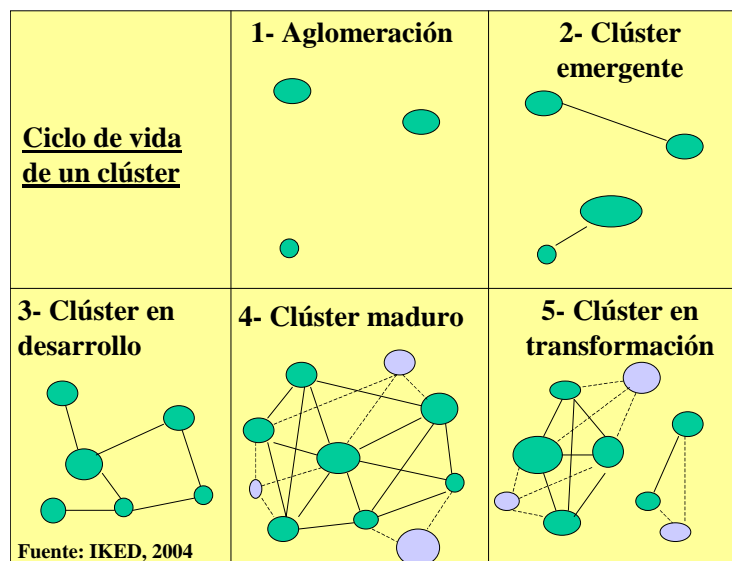 Ciclo de vida
de un clúster
1- Aglomeración
2- Clúster
emergente
3- Clúster en
desarrollo
4- Clúster maduro
5- Clúster en
transformación
Fuente: IKED, 2004